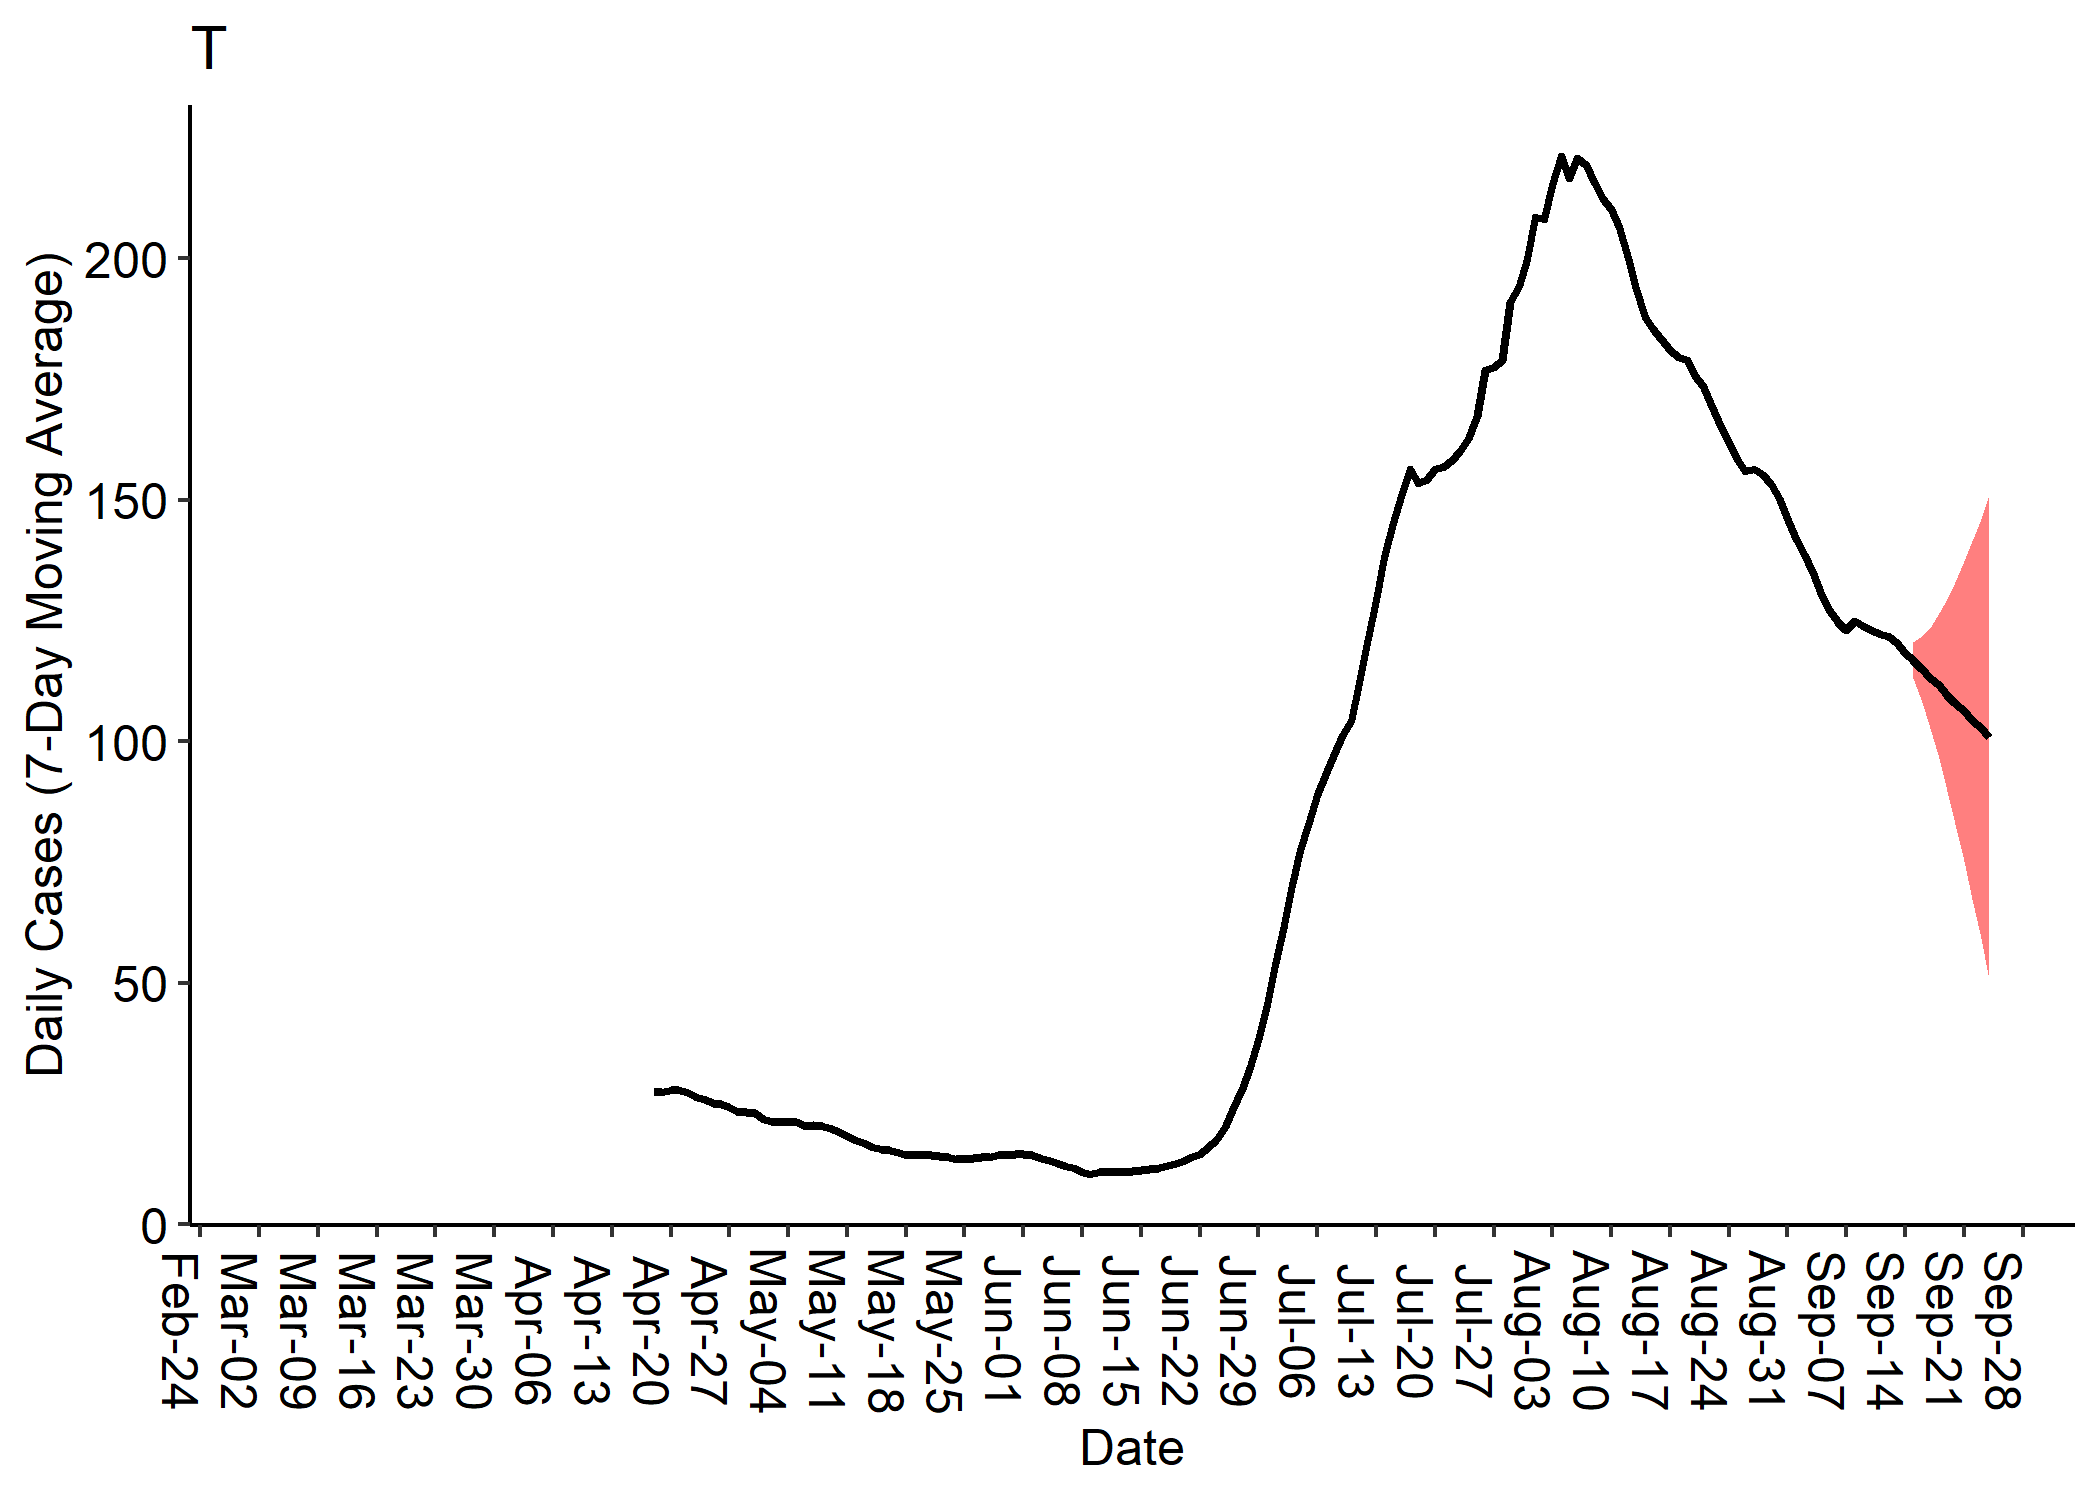 T
Daily Cases (7-Day Moving Average)
200
150
100
50
0
Feb-24
Mar-02
Mar-09
Mar-16
Mar-23
Mar-30
Apr-06
Apr-13
Apr-20
Apr-27
May-04
May-11
May-18
May-25
Jun-01
Jun-08
Jun-15
Jun-22
Jun-29
Jul-06
Jul-13
Jul-20
Jul-27
Aug-03
Aug-10
Aug-17
Aug-24
Aug-31
Sep-07
Sep-14
Sep-21
Sep-28
Date